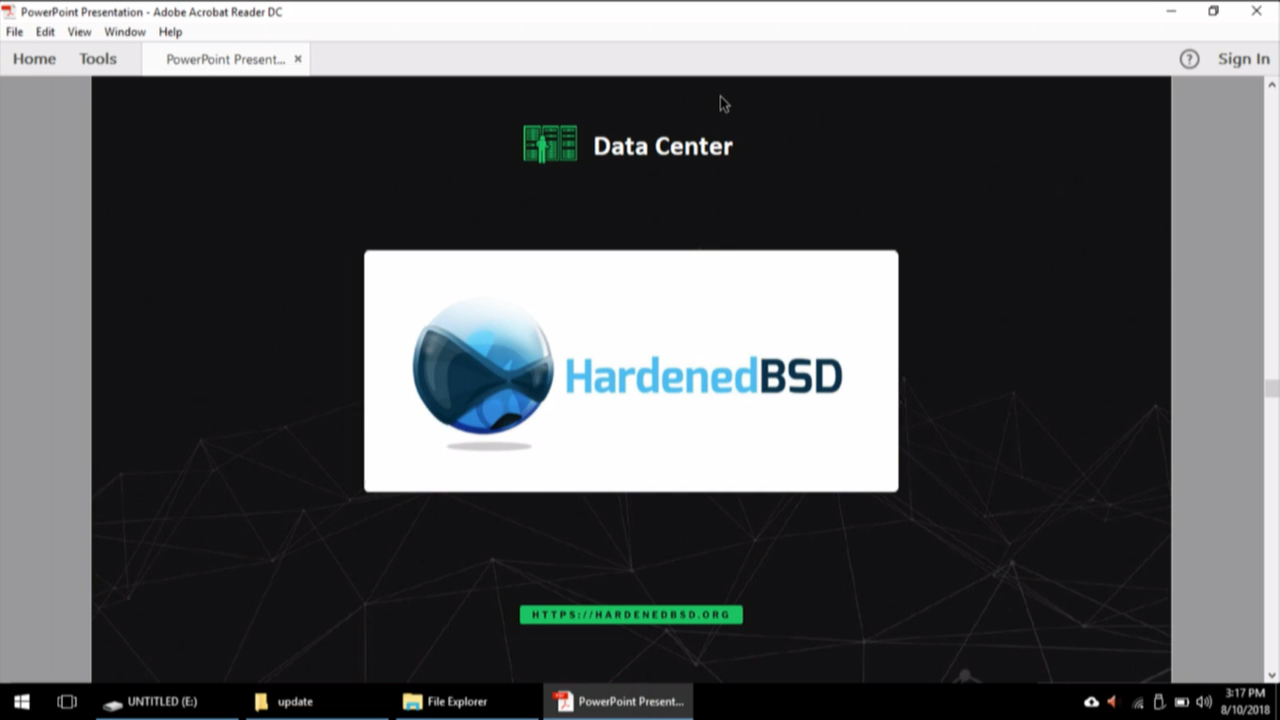 PowerPoint Presentation - Adobe Acrobat Reader DC
File Edit View Window Help
Home Tools PowerPoint Present... × ? Sign In
Data Center
HardenedBSD
HTTPS://HARDENEDBSD.ORG
UNTITLED (E:) update File Explorer PowerPoint Present... 3:17 PM
8/10/2018